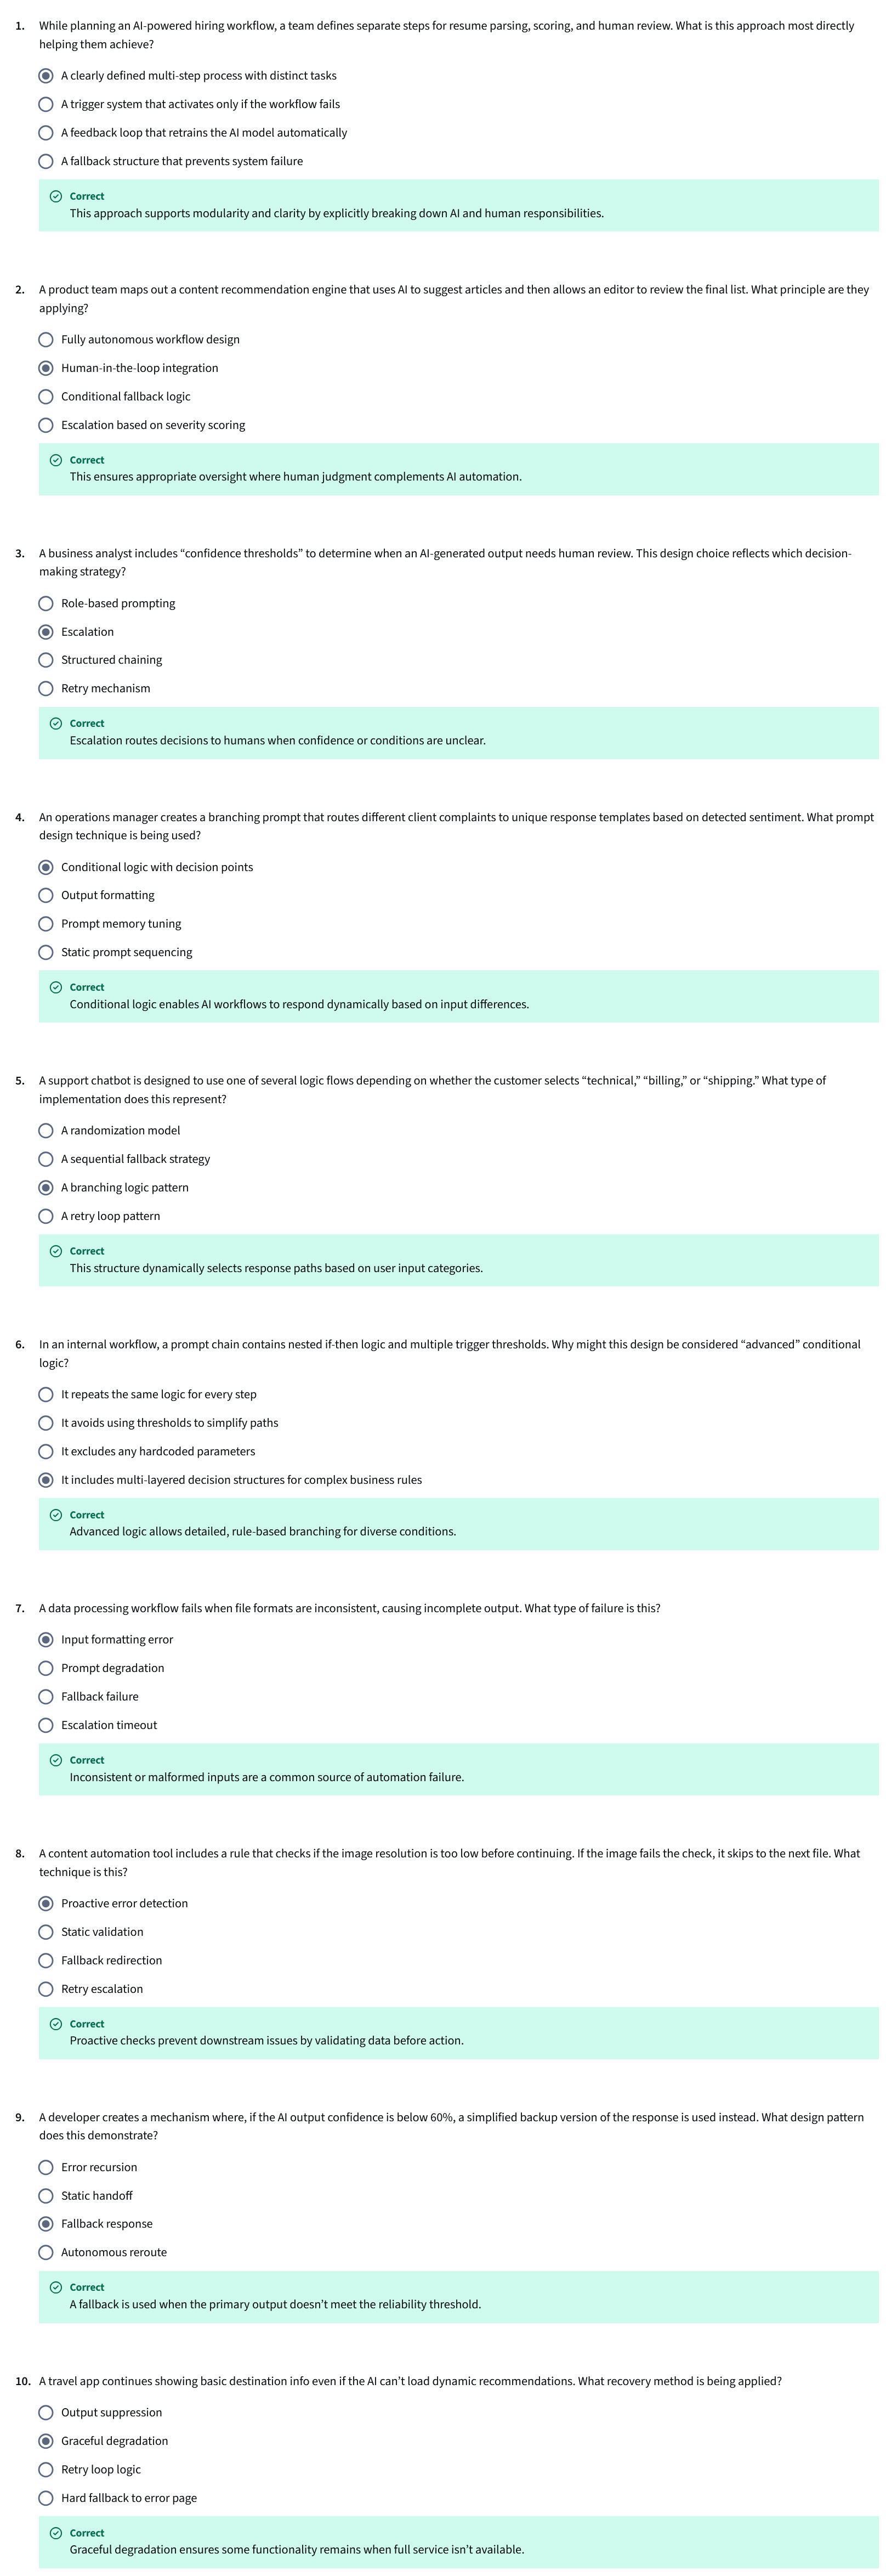 1. While planning an AI-powered hiring workflow, a team defines separate steps for resume parsing, scoring, and human review. What is this approach most directly
helping them achieve?
A clearly defined multi-step process with distinct tasks
A trigger system that activates only if the workflow fails
A feedback loop that retrains the AI model automatically
A fallback structure that prevents system failure
Correct
This approach supports modularity and clarity by explicitly breaking down AI and human responsibilities.
2. A product team maps out a content recommendation engine that uses AI to suggest articles and then allows an editor to review the final list. What principle are they
applying?
Fully autonomous workflow design
Human-in-the-loop integration
Conditional fallback logic
Escalation based on severity scoring
Correct
This ensures appropriate oversight where human judgment complements AI automation.
3. A business analyst includes “confidence thresholds” to determine when an AI-generated output needs human review. This design choice reflects which decision-
making strategy?
Role-based prompting
Escalation
Structured chaining
Retry mechanism
Correct
Escalation routes decisions to humans when confidence or conditions are unclear.
4. An operations manager creates a branching prompt that routes different client complaints to unique response templates based on detected sentiment. What prompt
design technique is being used?
Conditional logic with decision points
Output formatting
Prompt memory tuning
Static prompt sequencing
Correct
Conditional logic enables AI workflows to respond dynamically based on input differences.
5. A support chatbot is designed to use one of several logic flows depending on whether the customer selects “technical,” “billing,” or “shipping.” What type of
implementation does this represent?
A randomization model
A sequential fallback strategy
A branching logic pattern
A retry loop pattern
Correct
This structure dynamically selects response paths based on user input categories.
6. In an internal workflow, a prompt chain contains nested if-then logic and multiple trigger thresholds. Why might this design be considered “advanced” conditional
logic?
It repeats the same logic for every step
It avoids using thresholds to simplify paths
It excludes any hardcoded parameters
It includes multi-layered decision structures for complex business rules
Correct
Advanced logic allows detailed, rule-based branching for diverse conditions.
7. A data processing workflow fails when file formats are inconsistent, causing incomplete output. What type of failure is this?
Input formatting error
Prompt degradation
Fallback failure
Escalation timeout
Correct
Inconsistent or malformed inputs are a common source of automation failure.
8. A content automation tool includes a rule that checks if the image resolution is too low before continuing. If the image fails the check, it skips to the next file. What
technique is this?
Proactive error detection
Static validation
Fallback redirection
Retry escalation
Correct
Proactive checks prevent downstream issues by validating data before action.
9. A developer creates a mechanism where, if the AI output confidence is below 60%, a simplified backup version of the response is used instead. What design pattern
does this demonstrate?
Error recursion
Static handoff
Fallback response
Autonomous reroute
Correct
A fallback is used when the primary output doesn’t meet the reliability threshold.
10. A travel app continues showing basic destination info even if the AI can’t load dynamic recommendations. What recovery method is being applied?
Output suppression
Graceful degradation
Retry loop logic
Hard fallback to error page
Correct
Graceful degradation ensures some functionality remains when full service isn’t available.